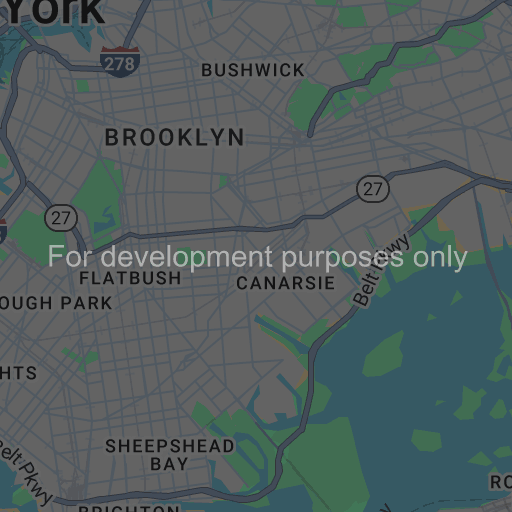 York
278
BUSHWICK
BROOKLYN
27
27
For development purposes only
FLATBUSH
CANARSIE
Belt Pkwy
OUGH PARK
HTS
SHEEPSHEAD
BAY
Belt Pkwy
BRIGHTON
RO